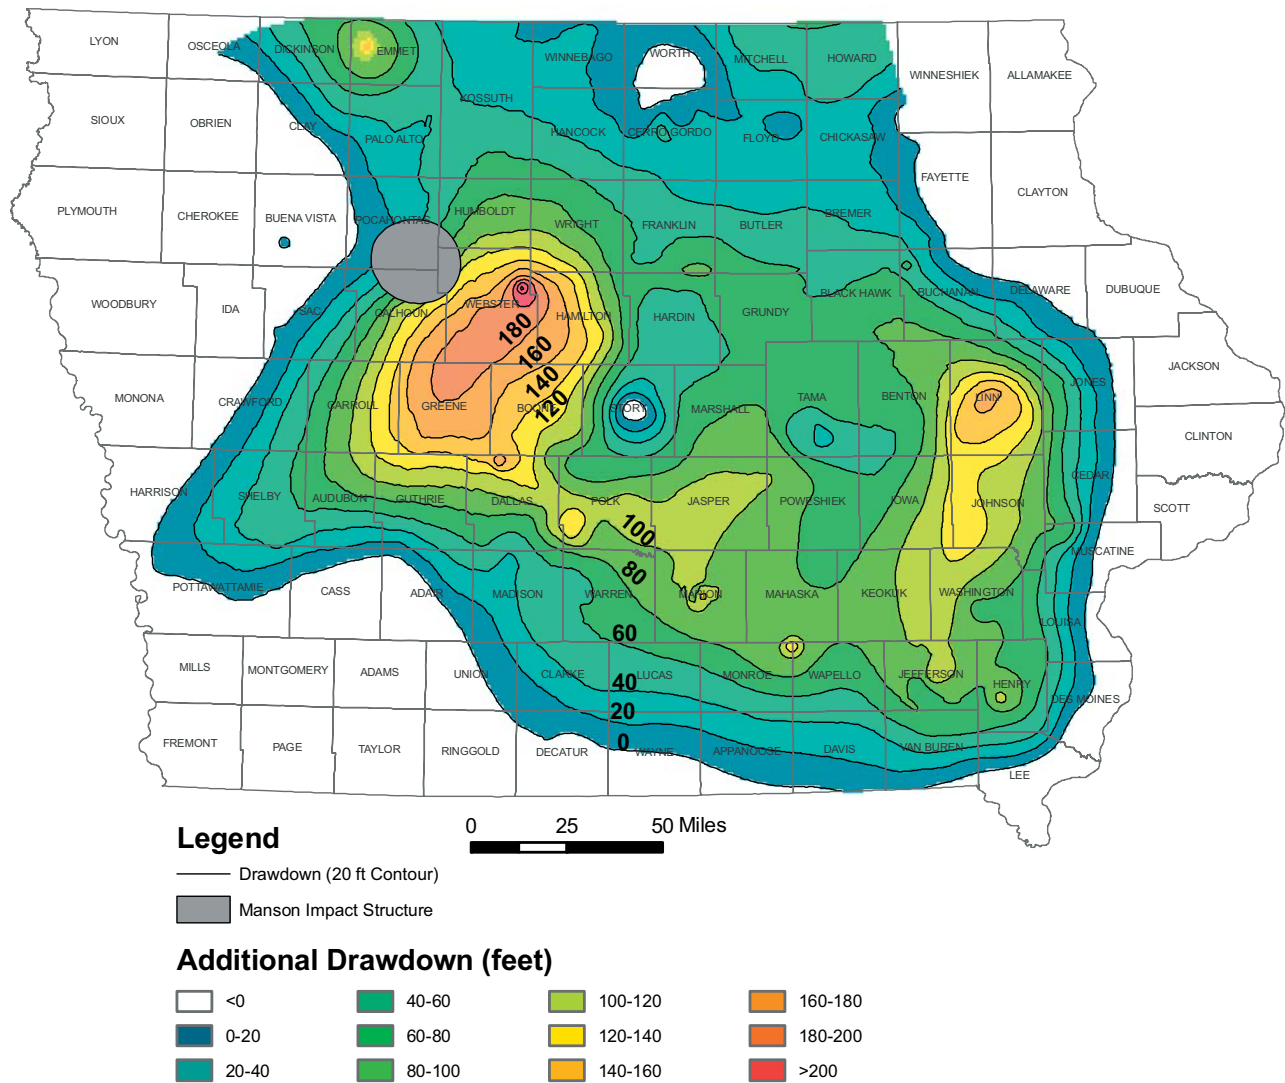 LYON
OSCEOLA
DICKINSON
EMMET
WINNEBAGO
WORTH
MITCHELL
HOWARD
WINNESHIEK
ALLAMAKEE
KOSSUTH
SIOUX
OBRIEN
CLAY
PALO ALTO
HANCOCK
CERRO GORDO
FLOYD
CHICKASAW
FAYETTE
CLAYTON
PLYMOUTH
CHEROKEE
BUENA VISTA
POCAHONTAS
HUMBOLDT
WRIGHT
FRANKLIN
BUTLER
BREMER
WOODBURY
IDA
SAC
CALHOUN
WEBSTER
HAMILTON
HARDIN
GRUNDY
BLACK HAWK
BUCHANAN
DELAWARE
DUBUQUE
180
160
140
120
MONONA
CRAWFORD
CARROLL
GREENE
BOONE
STORY
MARSHALL
TAMA
BENTON
LINN
JONES
JACKSON
CLINTON
HARRISON
SHELBY
AUDUBON
GUTHRIE
DALLAS
POLK
JASPER
POWESHIEK
IOWA
JOHNSON
CEDAR
SCOTT
MUSCATINE
100
80
POTTAWATTAMIE
CASS
ADAIR
MADISON
WARREN
MARION
MAHASKA
KEOKUK
WASHINGTON
LOUISA
60
MILLS
MONTGOMERY
ADAMS
UNION
CLARKE
LUCAS
MONROE
WAPELLO
JEFFERSON
HENRY
DES MOINES
40
20
0
FREMONT
PAGE
TAYLOR
RINGGOLD
DECATUR
WAYNE
APPANOOSE
DAVIS
VAN BUREN
LEE
0 25 50 Miles
Legend
Drawdown (20 ft Contour)
Manson Impact Structure
Additional Drawdown (feet)
<0 40-60 100-120 160-180
0-20 60-80 120-140 180-200
20-40 80-100 140-160 >200